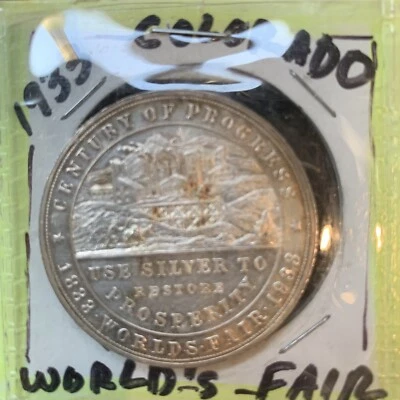 1933 COLORADO
CENTURY OF PROGRESS
USE SILVER TO
RESTORE
PROSPERITY
1833 · WORLDS · FAIR · 1933
WORLD'S FAIR